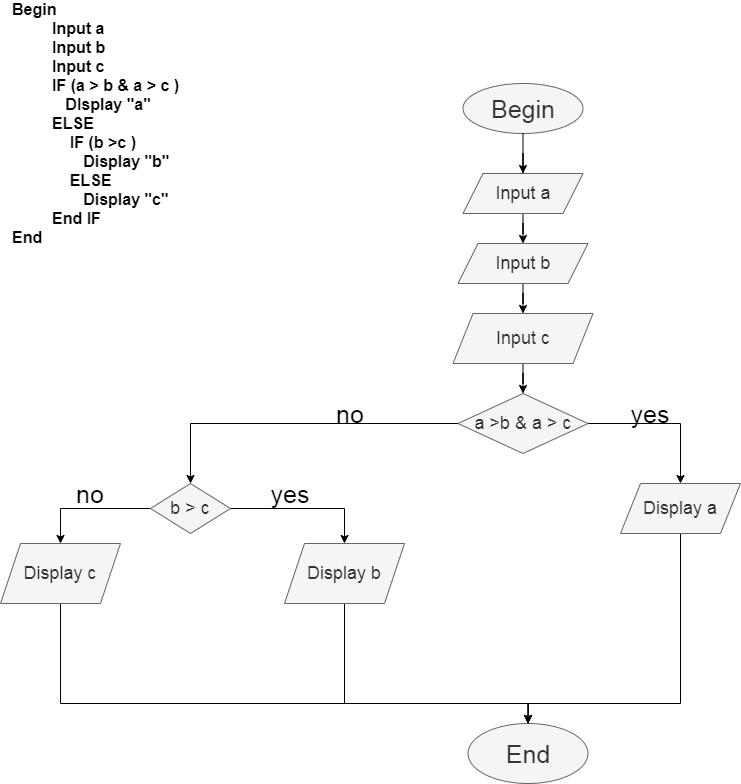 Begin
Input a
Input b
Input c
IF (a > b & a > c )
DIsplay "a"
ELSE
IF (b >c )
Display "b"
ELSE
Display "c"
End IF
End
Begin
Input a
Input b
Input c
a >b & a > c
no
yes
b > c
no
yes
Display a
Display c
Display b
End